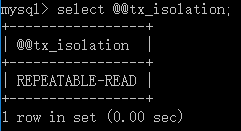 mysql> select @@tx_isolation;
+-----------------+
| @@tx_isolation  |
+-----------------+
| REPEATABLE-READ |
+-----------------+
1 row in set (0.00 sec)